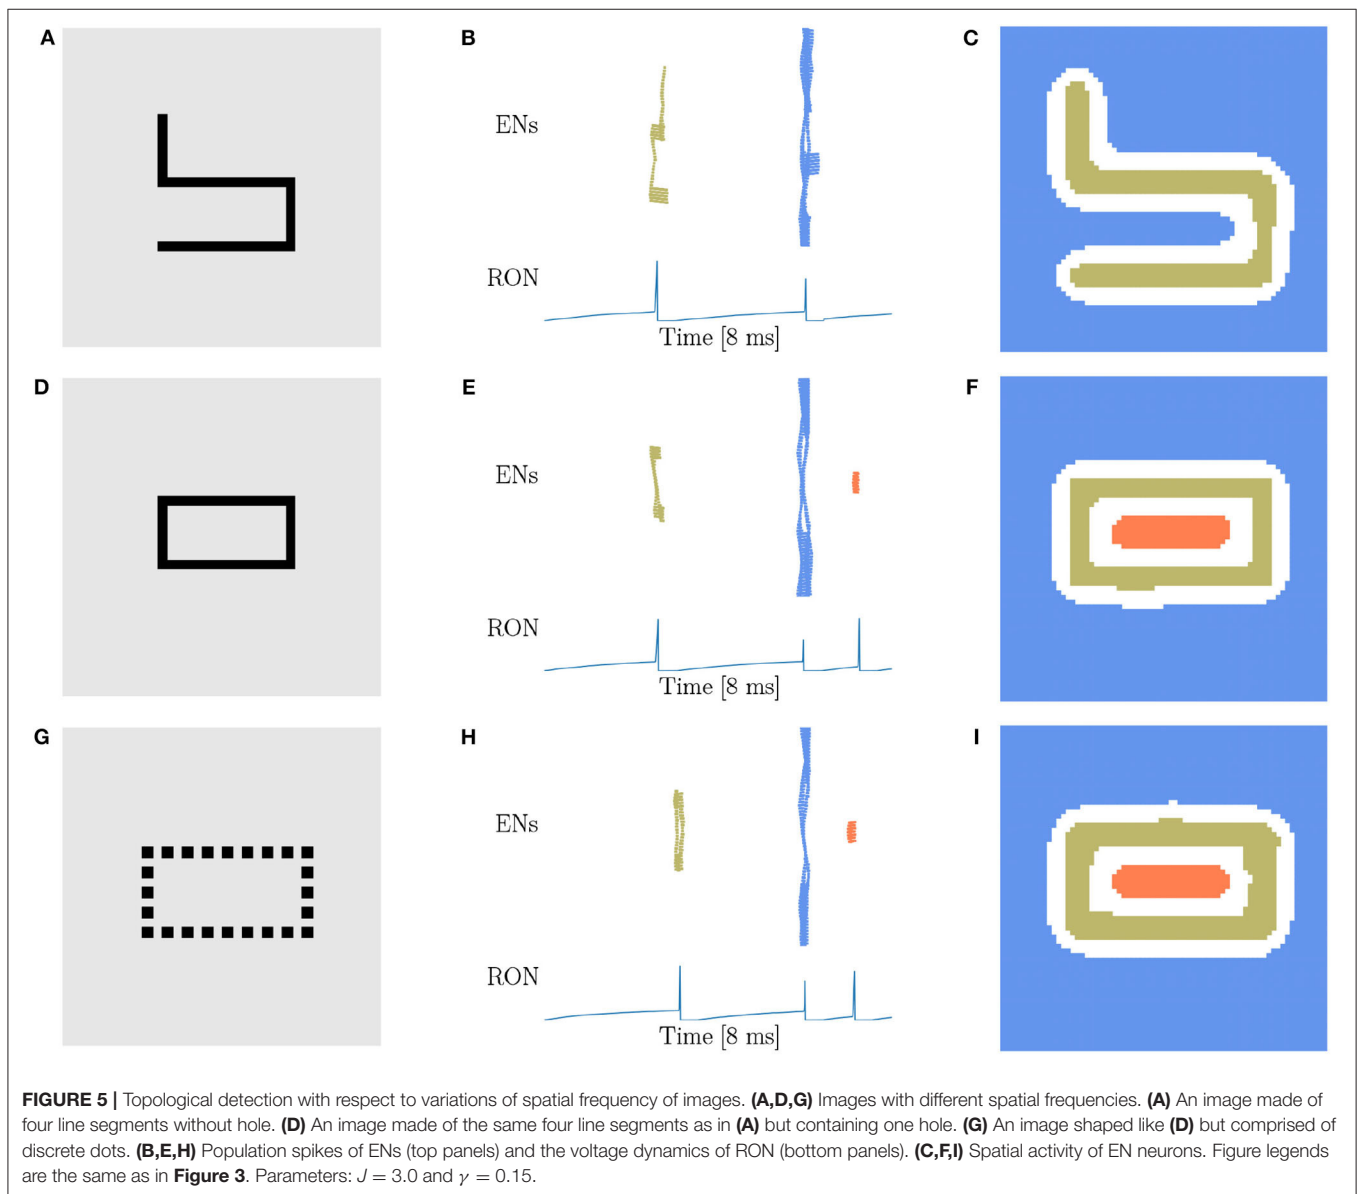 A
B
C
ENs
RON
Time [8 ms]
D
E
F
ENs
RON
Time [8 ms]
G
H
I
ENs
RON
Time [8 ms]
FIGURE 5 | Topological detection with respect to variations of spatial frequency of images. (A,D,G) Images with different spatial frequencies. (A) An image made of
four line segments without hole. (D) An image made of the same four line segments as in (A) but containing one hole. (G) An image shaped like (D) but comprised of
discrete dots. (B,E,H) Population spikes of ENs (top panels) and the voltage dynamics of RON (bottom panels). (C,F,I) Spatial activity of EN neurons. Figure legends
are the same as in Figure 3. Parameters: J = 3.0 and γ = 0.15.